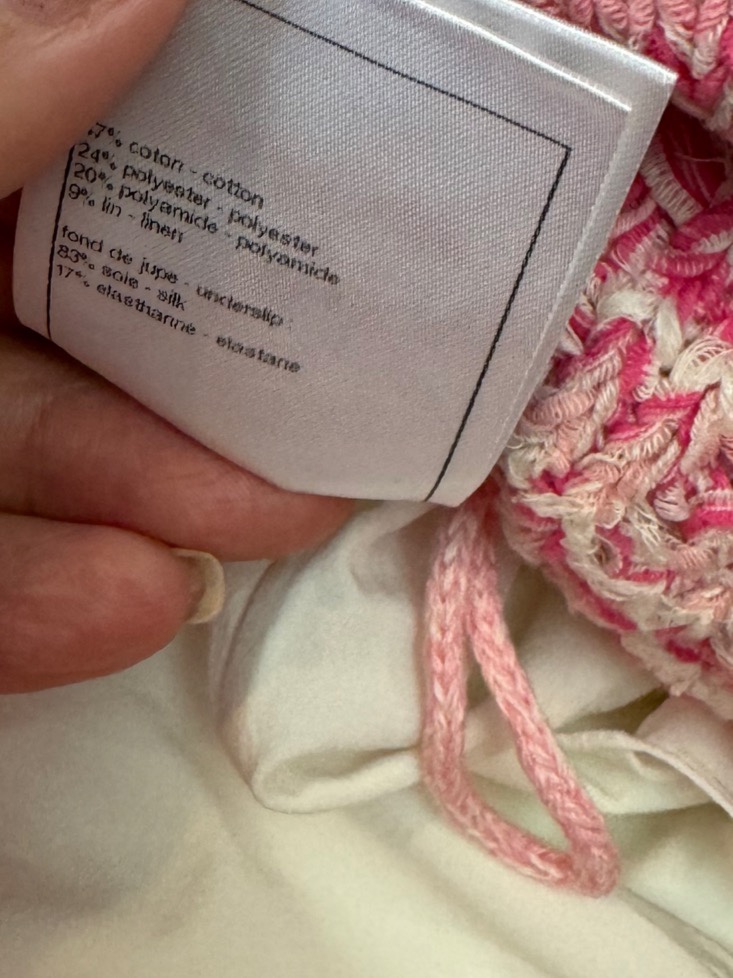 7% coton - cotton
24% polyester - polyester
20% polyamide - polyamide
9% lin - linen
fond de jupe - underslip
83% soie - silk
17% elasthanne - elastane